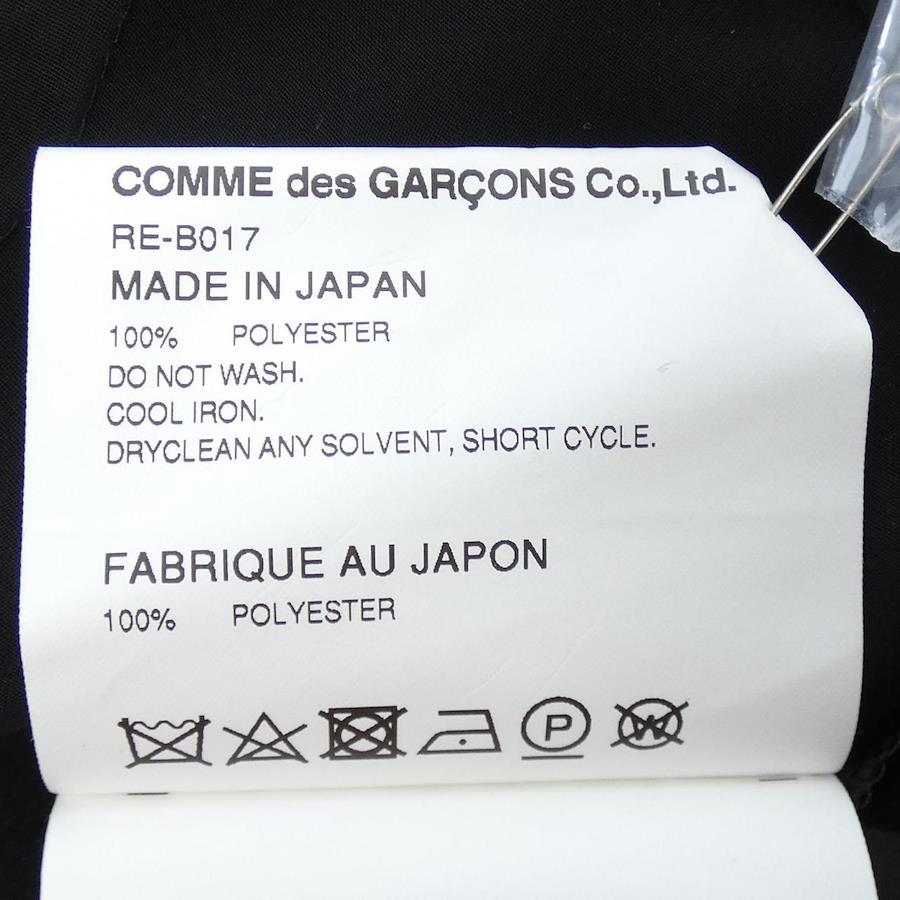 COMME des GARÇONS Co.,Ltd.
RE-B017
MADE IN JAPAN
100% POLYESTER
DO NOT WASH.
COOL IRON.
DRYCLEAN ANY SOLVENT, SHORT CYCLE.
FABRIQUE AU JAPON
100% POLYESTER
P W